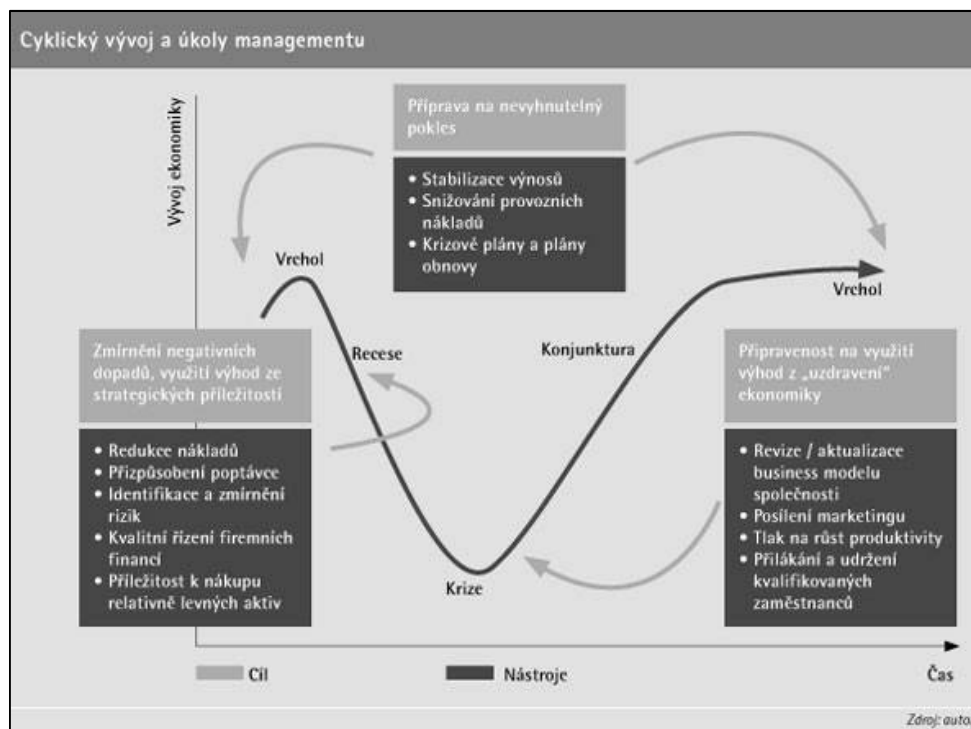 Cyklický vývoj a úkoly managementu
Vývoj ekonomiky
Příprava na nevyhnutelný
pokles
• Stabilizace výnosů
• Snižování provozních
nákladů
• Krizové plány a plány
obnovy
Vrchol
Vrchol
Recese
Konjunktura
Krize
Zmírnění negativních
dopadů, využití výhod ze
strategických příležitostí
• Redukce nákladů
• Přizpůsobení poptávce
• Identifikace a zmírnění
rizik
• Kvalitní řízení firemních
financí
• Příležitost k nákupu
relativně levných aktiv
Připravenost na využití
výhod z „uzdravení“
ekonomiky
• Revize / aktualizace
business modelu
společnosti
• Posílení marketingu
• Tlak na růst produktivity
• Přilákání a udržení
kvalifikovaných
zaměstnanců
Cíl
Nástroje
Čas
Zdroj: